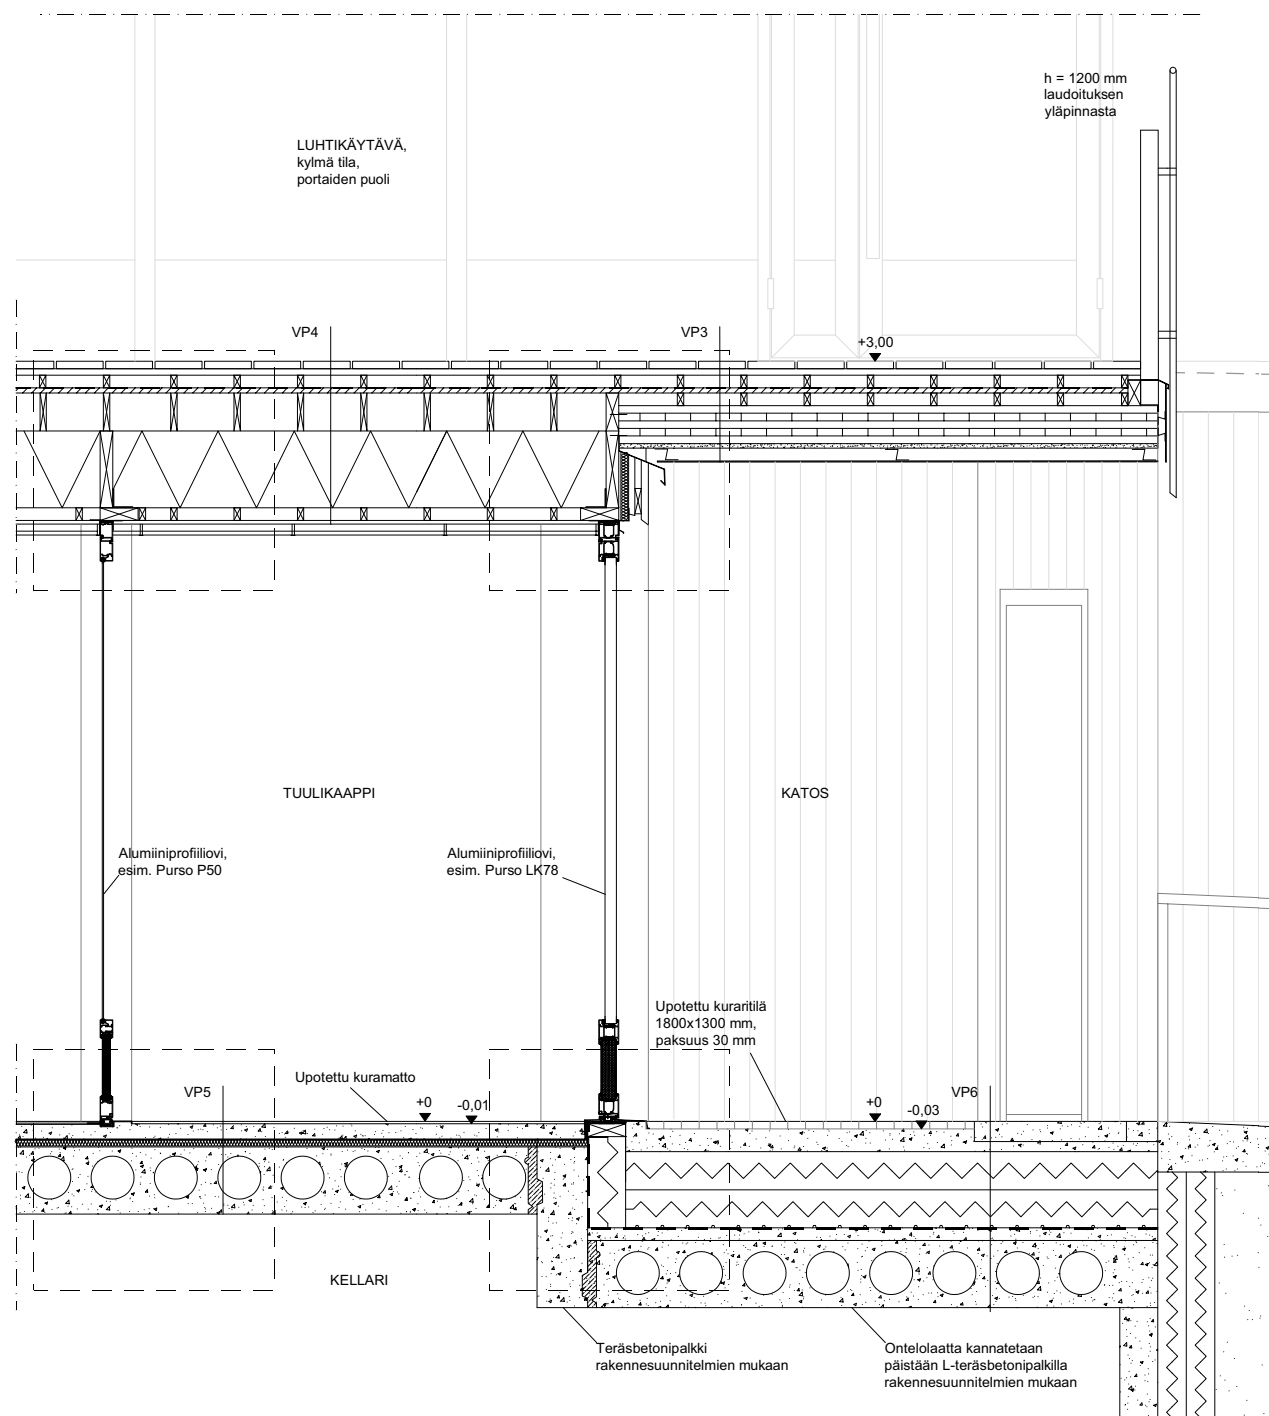 h = 1200 mm
laudoituksen
yläpinnasta
LUHTIKÄYTÄVÄ,
kylmä tila,
portaiden puoli
VP4
VP3
+3,00
TUULIKAAPPI
KATOS
Alumiiniprofiiliovi,
esim. Purso P50
Alumiiniprofiiliovi,
esim. Purso LK78
Upotettu kuraritilä
1800x1300 mm,
paksuus 30 mm
VP5
Upotettu kuramatto
+0
-0,01
+0
-0,03
VP6
KELLARI
Teräsbetonipalkki
rakennesuunnitelmien mukaan
Ontelolaatta kannatetaan
päistään L-teräsbetonipalkilla
rakennesuunnitelmien mukaan